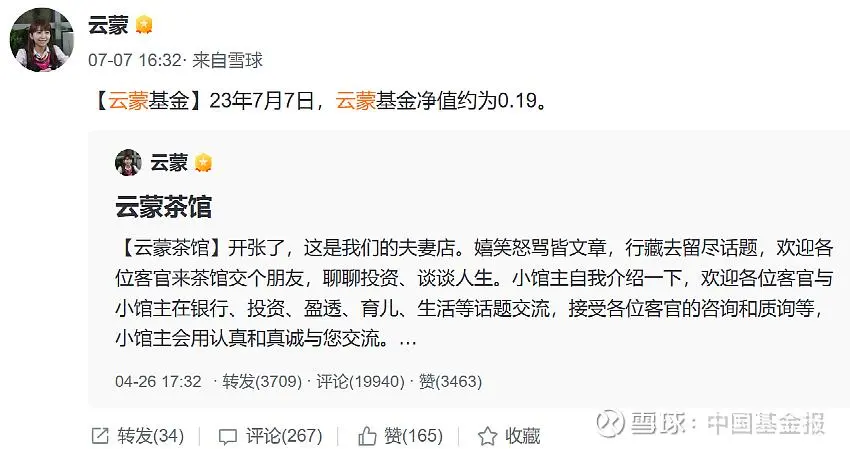 云蒙
07-07 16:32· 来自雪球
【云蒙基金】23年7月7日，云蒙基金净值约为0.19。
云蒙
云蒙茶馆
【云蒙茶馆】开张了，这是我们的夫妻店。嬉笑怒骂皆文章，行藏去留尽话题，欢迎各
位客官来茶馆交个朋友，聊聊投资、谈谈人生。小馆主自我介绍一下，欢迎各位客官与
小馆主在银行、投资、盈透、育儿、生活等话题交流，接受各位客官的咨询和质询等，
小馆主会用认真和真诚与您交流。…
04-26 17:32 · 转发(3709) · 评论(19940) · 赞(3463)
转发(34) 评论(267) 赞(165) 收藏
雪球：中国基金报